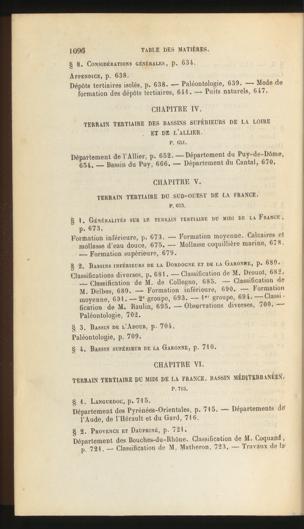 1096 TABLE DES MATIÈRES.
§ 8. Considérations générales, p. 634.
Appendice, p. 638.
Dépôts tertiaires isolés, p. 638. — Paléontologie, 639. — Mode de
formation des dépôts tertiaires, 644. — Puits naturels, 647.
CHAPITRE IV.
TERRAIN TERTIAIRE DES BASSINS SUPÉRIEURS DE LA LOIRE
ET DE L'ALLIER.
P. 652.
Département de l'Allier, p. 652. — Département du Puy-de-Dôme,
654. — Bassin du Puy, 666. — Département du Cantal, 670.
CHAPITRE V.
TERRAIN TERTIAIRE DU SUD-OUEST DE LA FRANCE.
P. 673.
§ 1. Généralités sur le terrain tertiaire du midi de la France,
p. 673.
Formation inférieure, p. 673. — Formation moyenne. Calcaires et
mollasse d'eau douce, 675. — Mollasse coquillière marine, 678.
— Formation supérieure, 679.
§ 2. Bassins inférieurs de la Dordogne et de la Garonne, p. 680.
Classifications diverses, p. 681. — Classification de M. Drouot, 682.
— Classification de M. de Collegno, 685. — Classification de
M. Delbos, 689. — Formation inférieure, 690. — Formation
moyenne, 691. — 2e groupe, 693. — 1er groupe, 694. — Classi-
fication de M. Raulin, 695. — Observations diverses, 700. —
Paléontologie, 702.
§ 3. Bassin de l'Adour, p. 704.
Paléontologie, p. 709.
§ 4. Bassin supérieur de la Garonne, p. 710.
CHAPITRE VI.
TERRAIN TERTIAIRE DU MIDI DE LA FRANCE. BASSIN MÉDITERRANÉEN.
P. 715.
§ 1. Languedoc, p. 715.
Département des Pyrénées-Orientales, p. 715. — Départements de
l'Aude, de l'Hérault et du Gard, 716.
§ 2. Provence et Dauphiné, p. 721.
Département des Bouches-du-Rhône. Classification de M. Coquand,
p. 721. — Classification de M. Matheron, 723. — Travaux de la